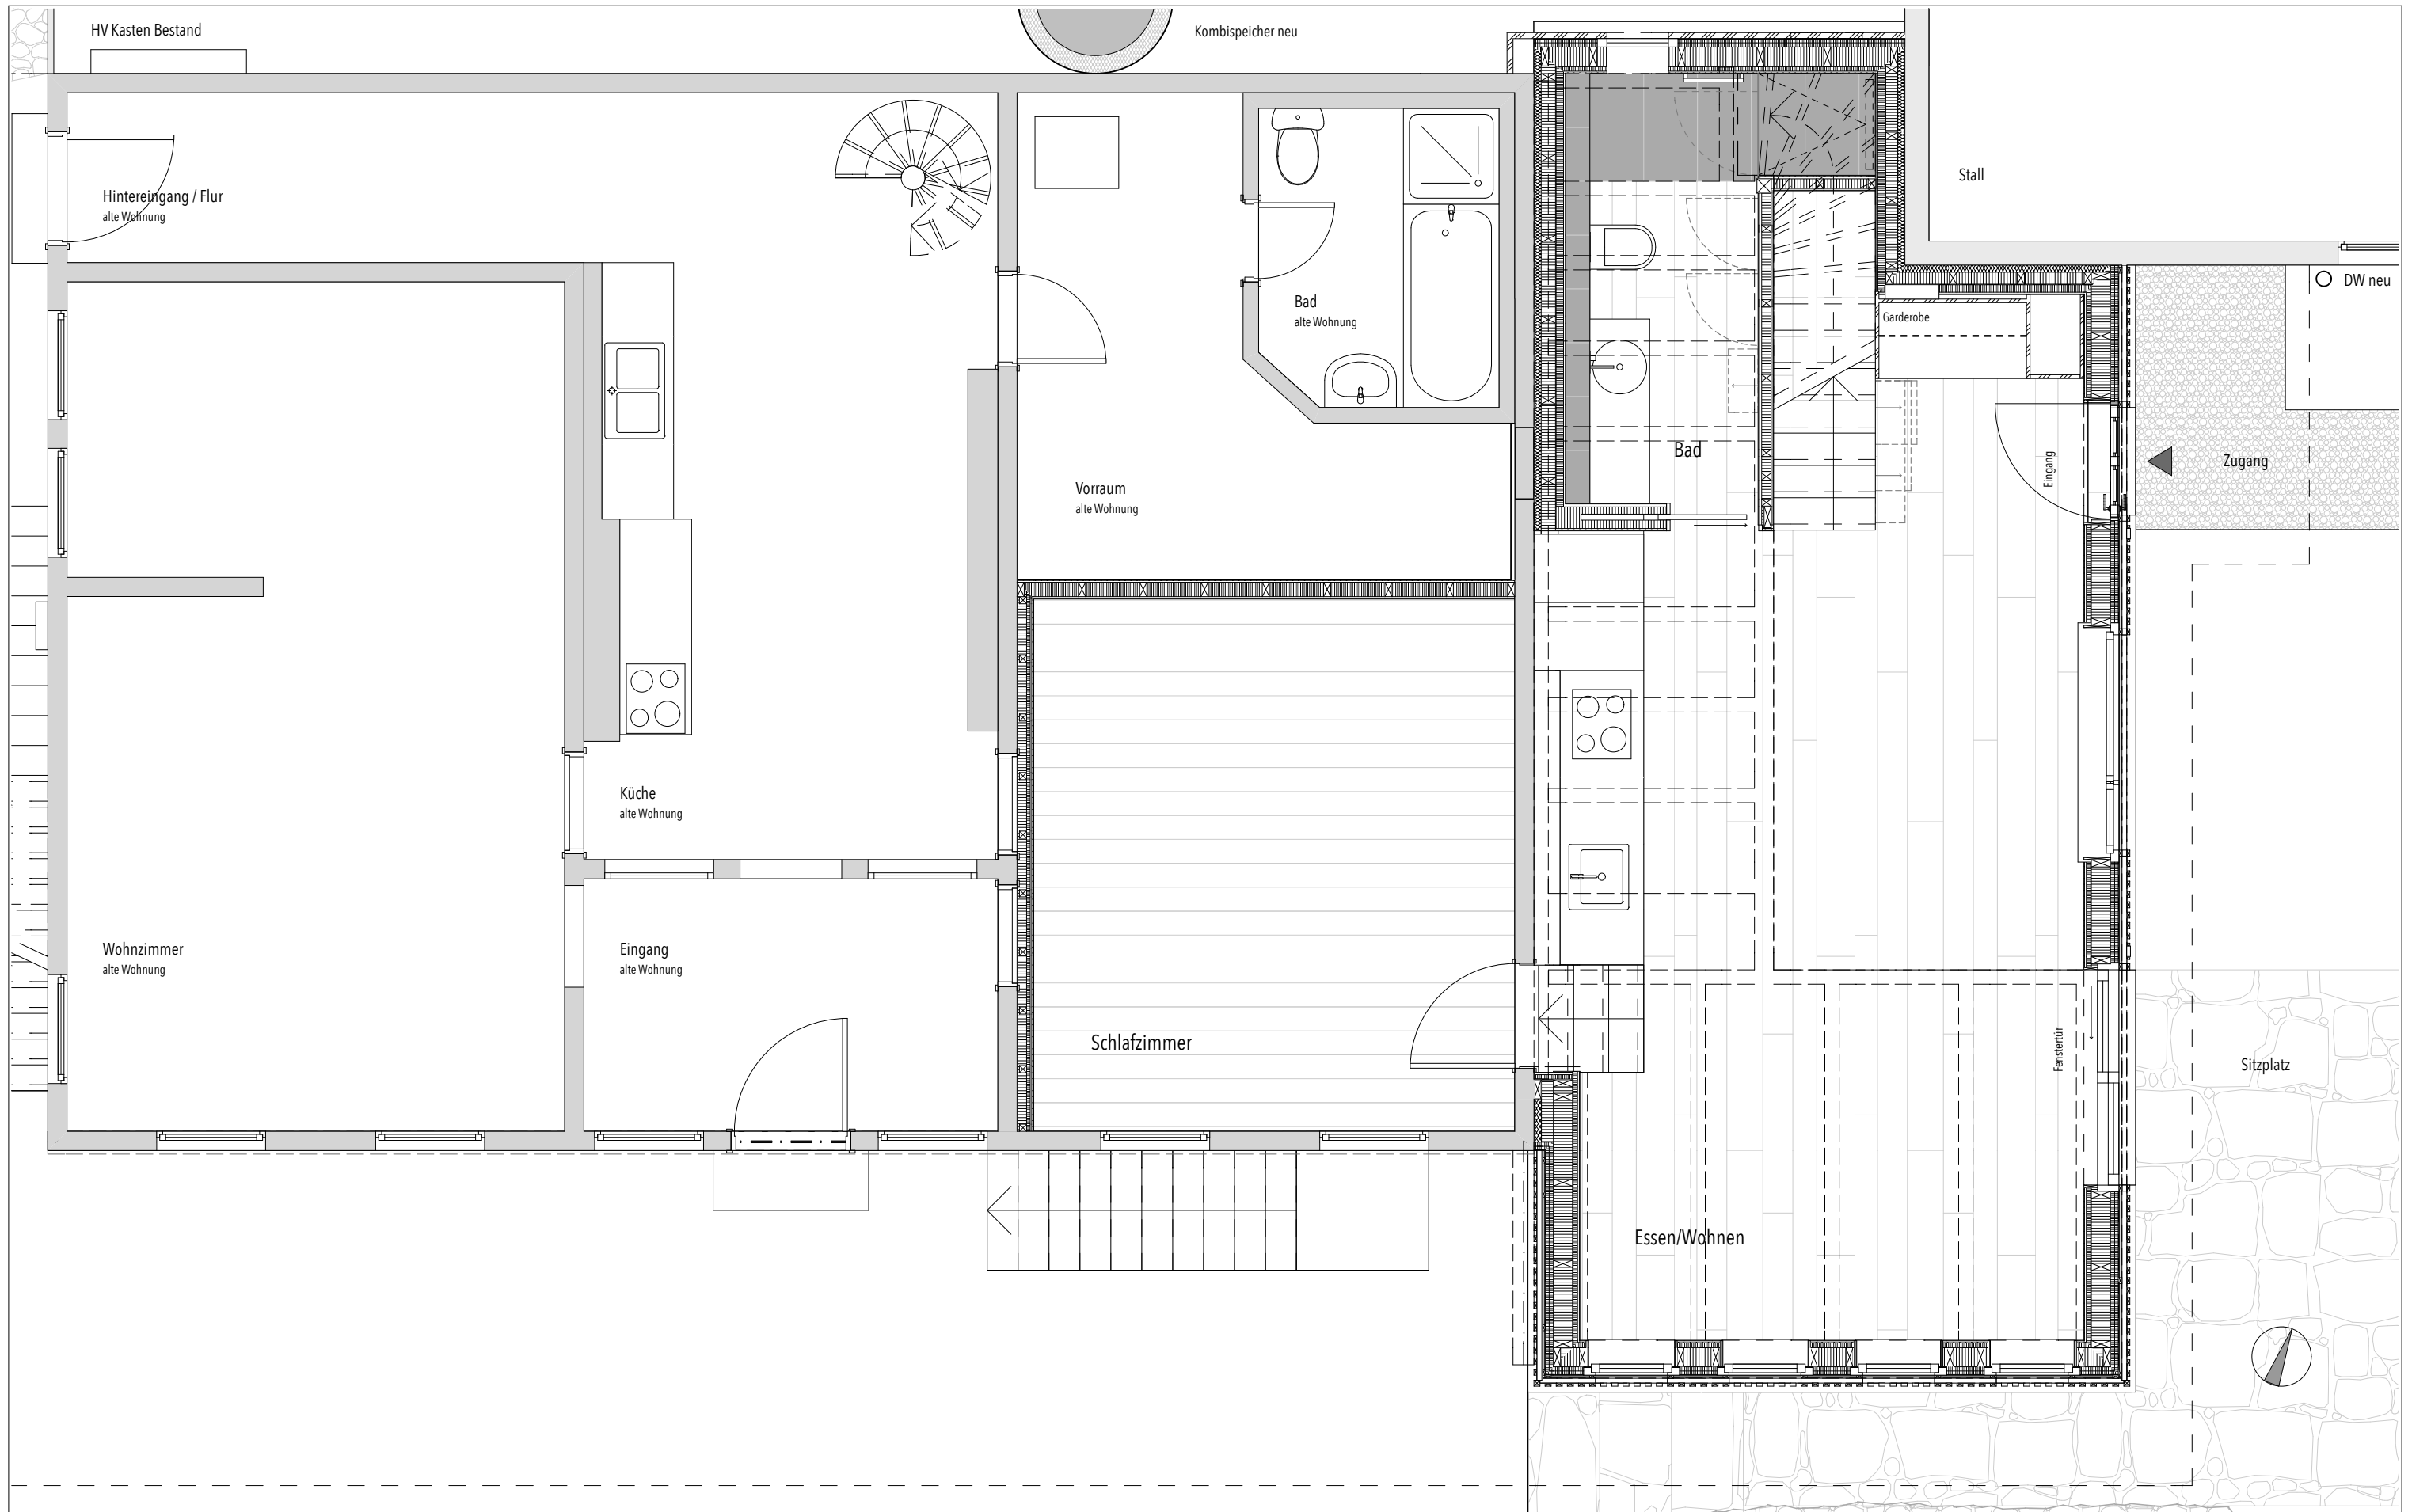 HV Kasten Bestand
Kombispeicher neu
Hintereingang / Flur
alte Wohnung
Stall
DW neu
Bad
alte Wohnung
Garderobe
Bad
Eingang
Zugang
Vorraum
alte Wohnung
Küche
alte Wohnung
Wohnzimmer
alte Wohnung
Eingang
alte Wohnung
Schlafzimmer
Fenstertür
Sitzplatz
Essen/Wohnen